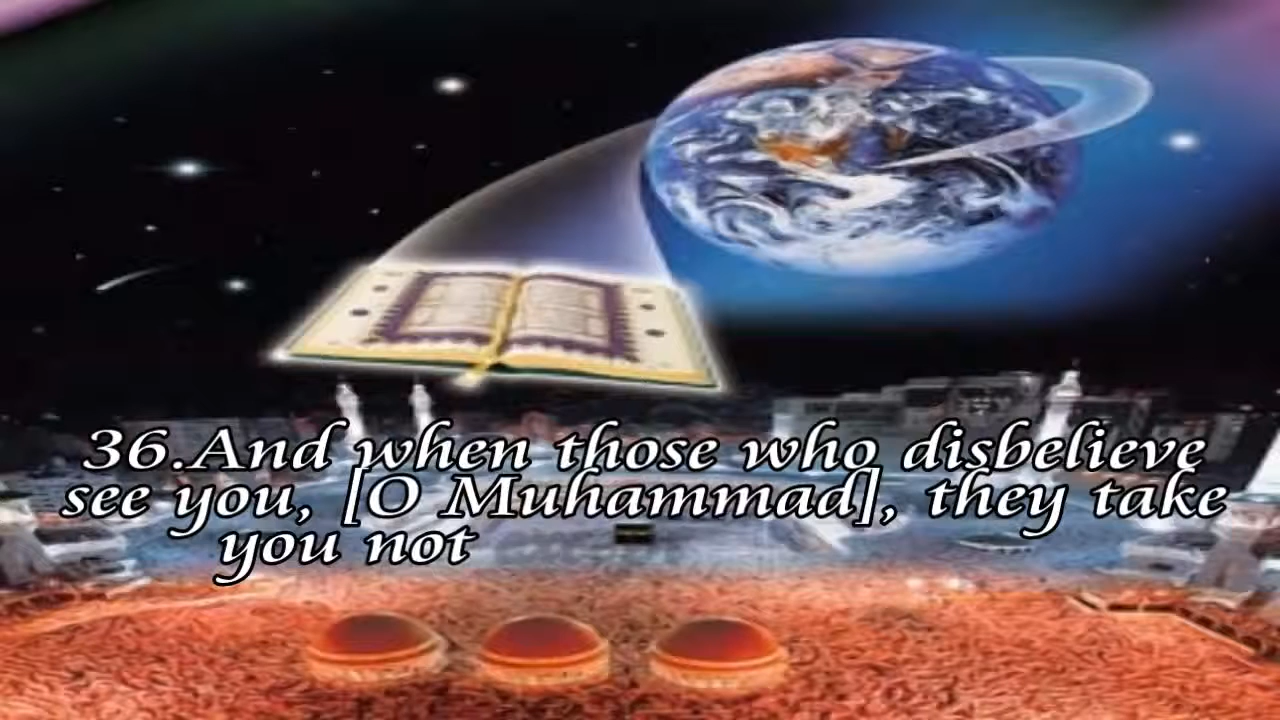 36.And when those who disbelieve
see you, [O Muhammad], they take
you not